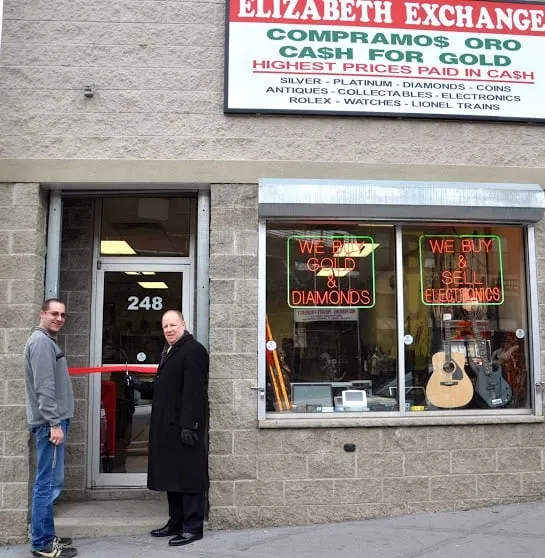 ELIZABETH EXCHANGE
COMPRAMO$ ORO
CA$H FOR GOLD
HIGHEST PRICES PAID IN CA$H
SILVER - PLATINUM - DIAMONDS - COINS
ANTIQUES - COLLECTABLES - ELECTRONICS
ROLEX - WATCHES - LIONEL TRAINS
WE BUY
GOLD
&
DIAMONDS
WE BUY
&
SELL
ELECTRONICS
248